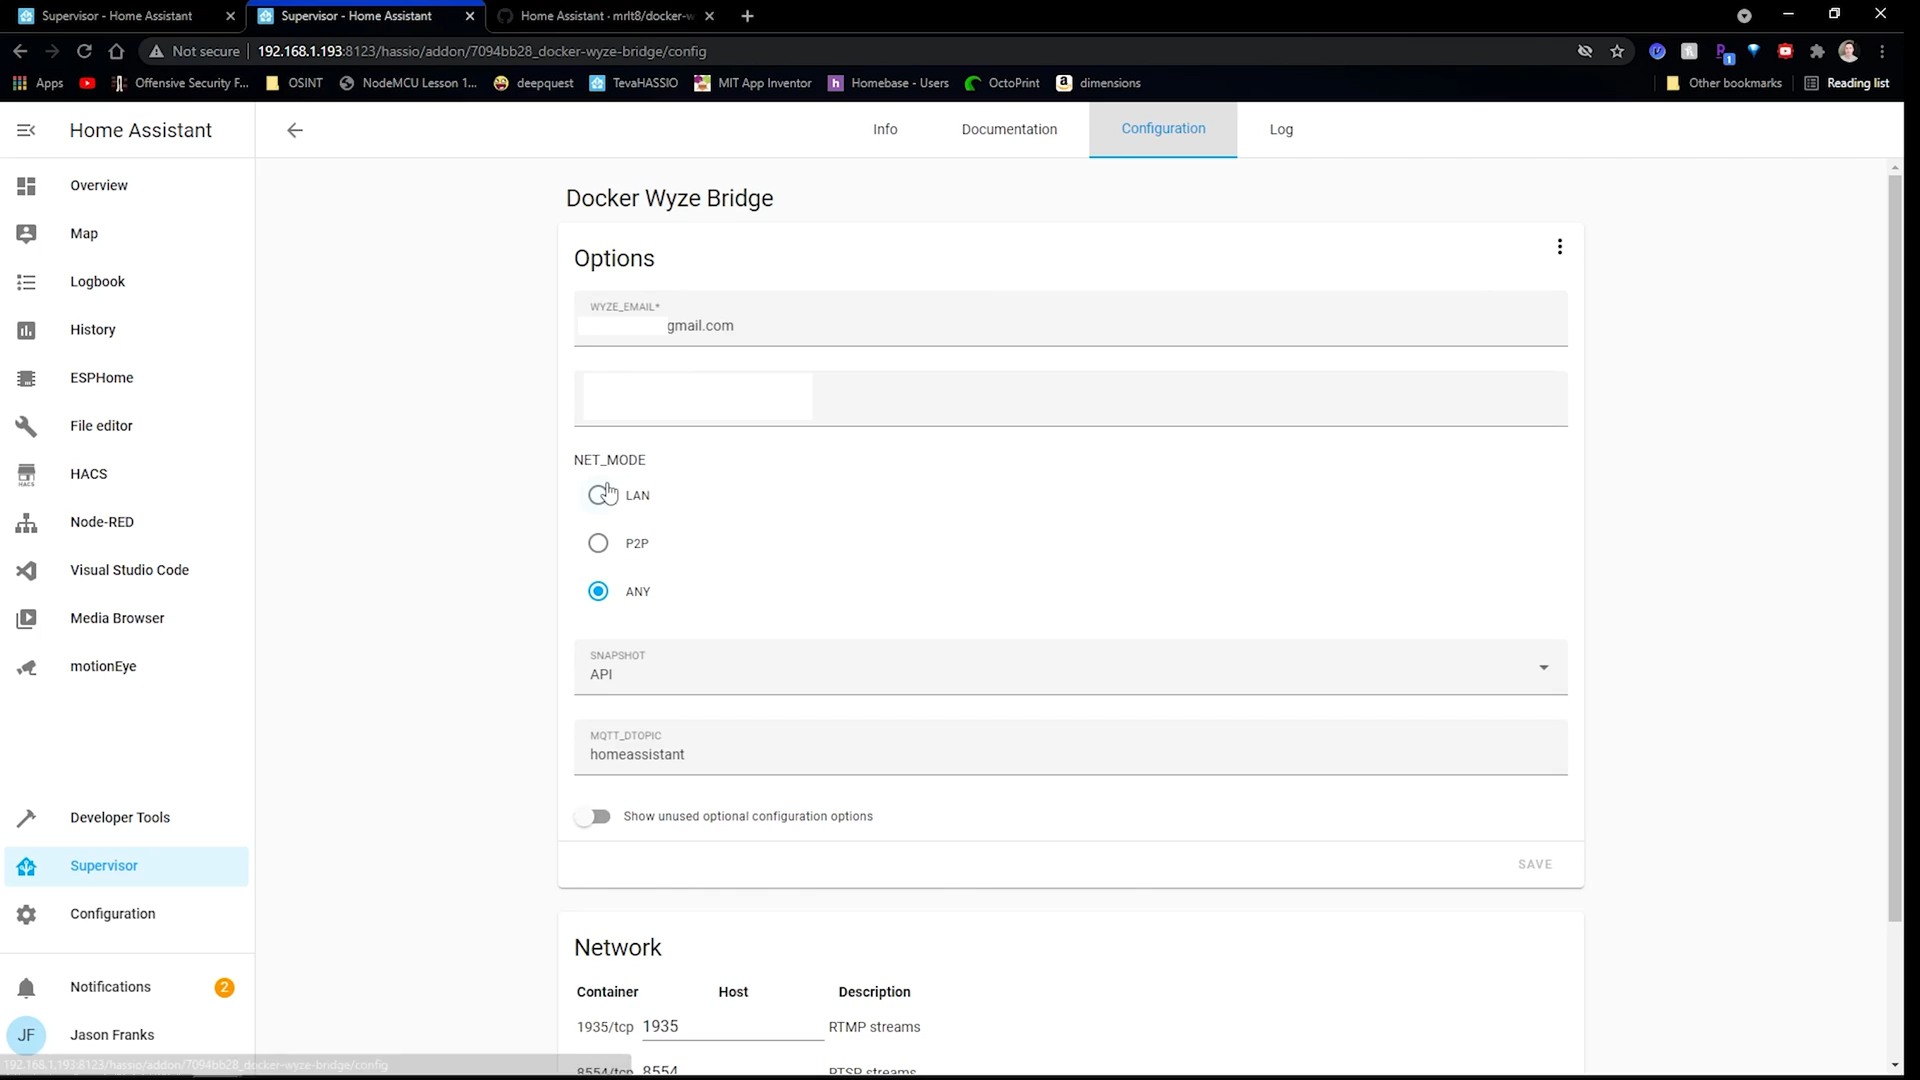 Supervisor - Home Assistant
Supervisor - Home Assistant
Home Assistant - mrlt8/docker-w
Not secure 192.168.1.193:8123/hassio/addon/7094bb28_docker-wyze-bridge/config
Apps
Offensive Security F...
OSINT
NodeMCU Lesson 1...
deepquest
TevaHASSIO
MIT App Inventor
Homebase - Users
OctoPrint
dimensions
Other bookmarks
Reading list
Home Assistant
Info
Documentation
Configuration
Log
Overview
Map
Logbook
History
ESPHome
File editor
HACS
Node-RED
Visual Studio Code
Media Browser
motionEye
Developer Tools
Supervisor
Configuration
Notifications 2
JF Jason Franks
Docker Wyze Bridge
Options
WYZE_EMAIL*
gmail.com
NET_MODE
LAN
P2P
ANY
SNAPSHOT
API
MQTT_DTOPIC
homeassistant
Show unused optional configuration options
SAVE
Network
Container Host Description
1935/tcp 1935 RTMP streams
8554/tcp 8554 RTSP streams
192.168.1.193:8123/hassio/addon/7094bb28_docker-wyze-bridge/config